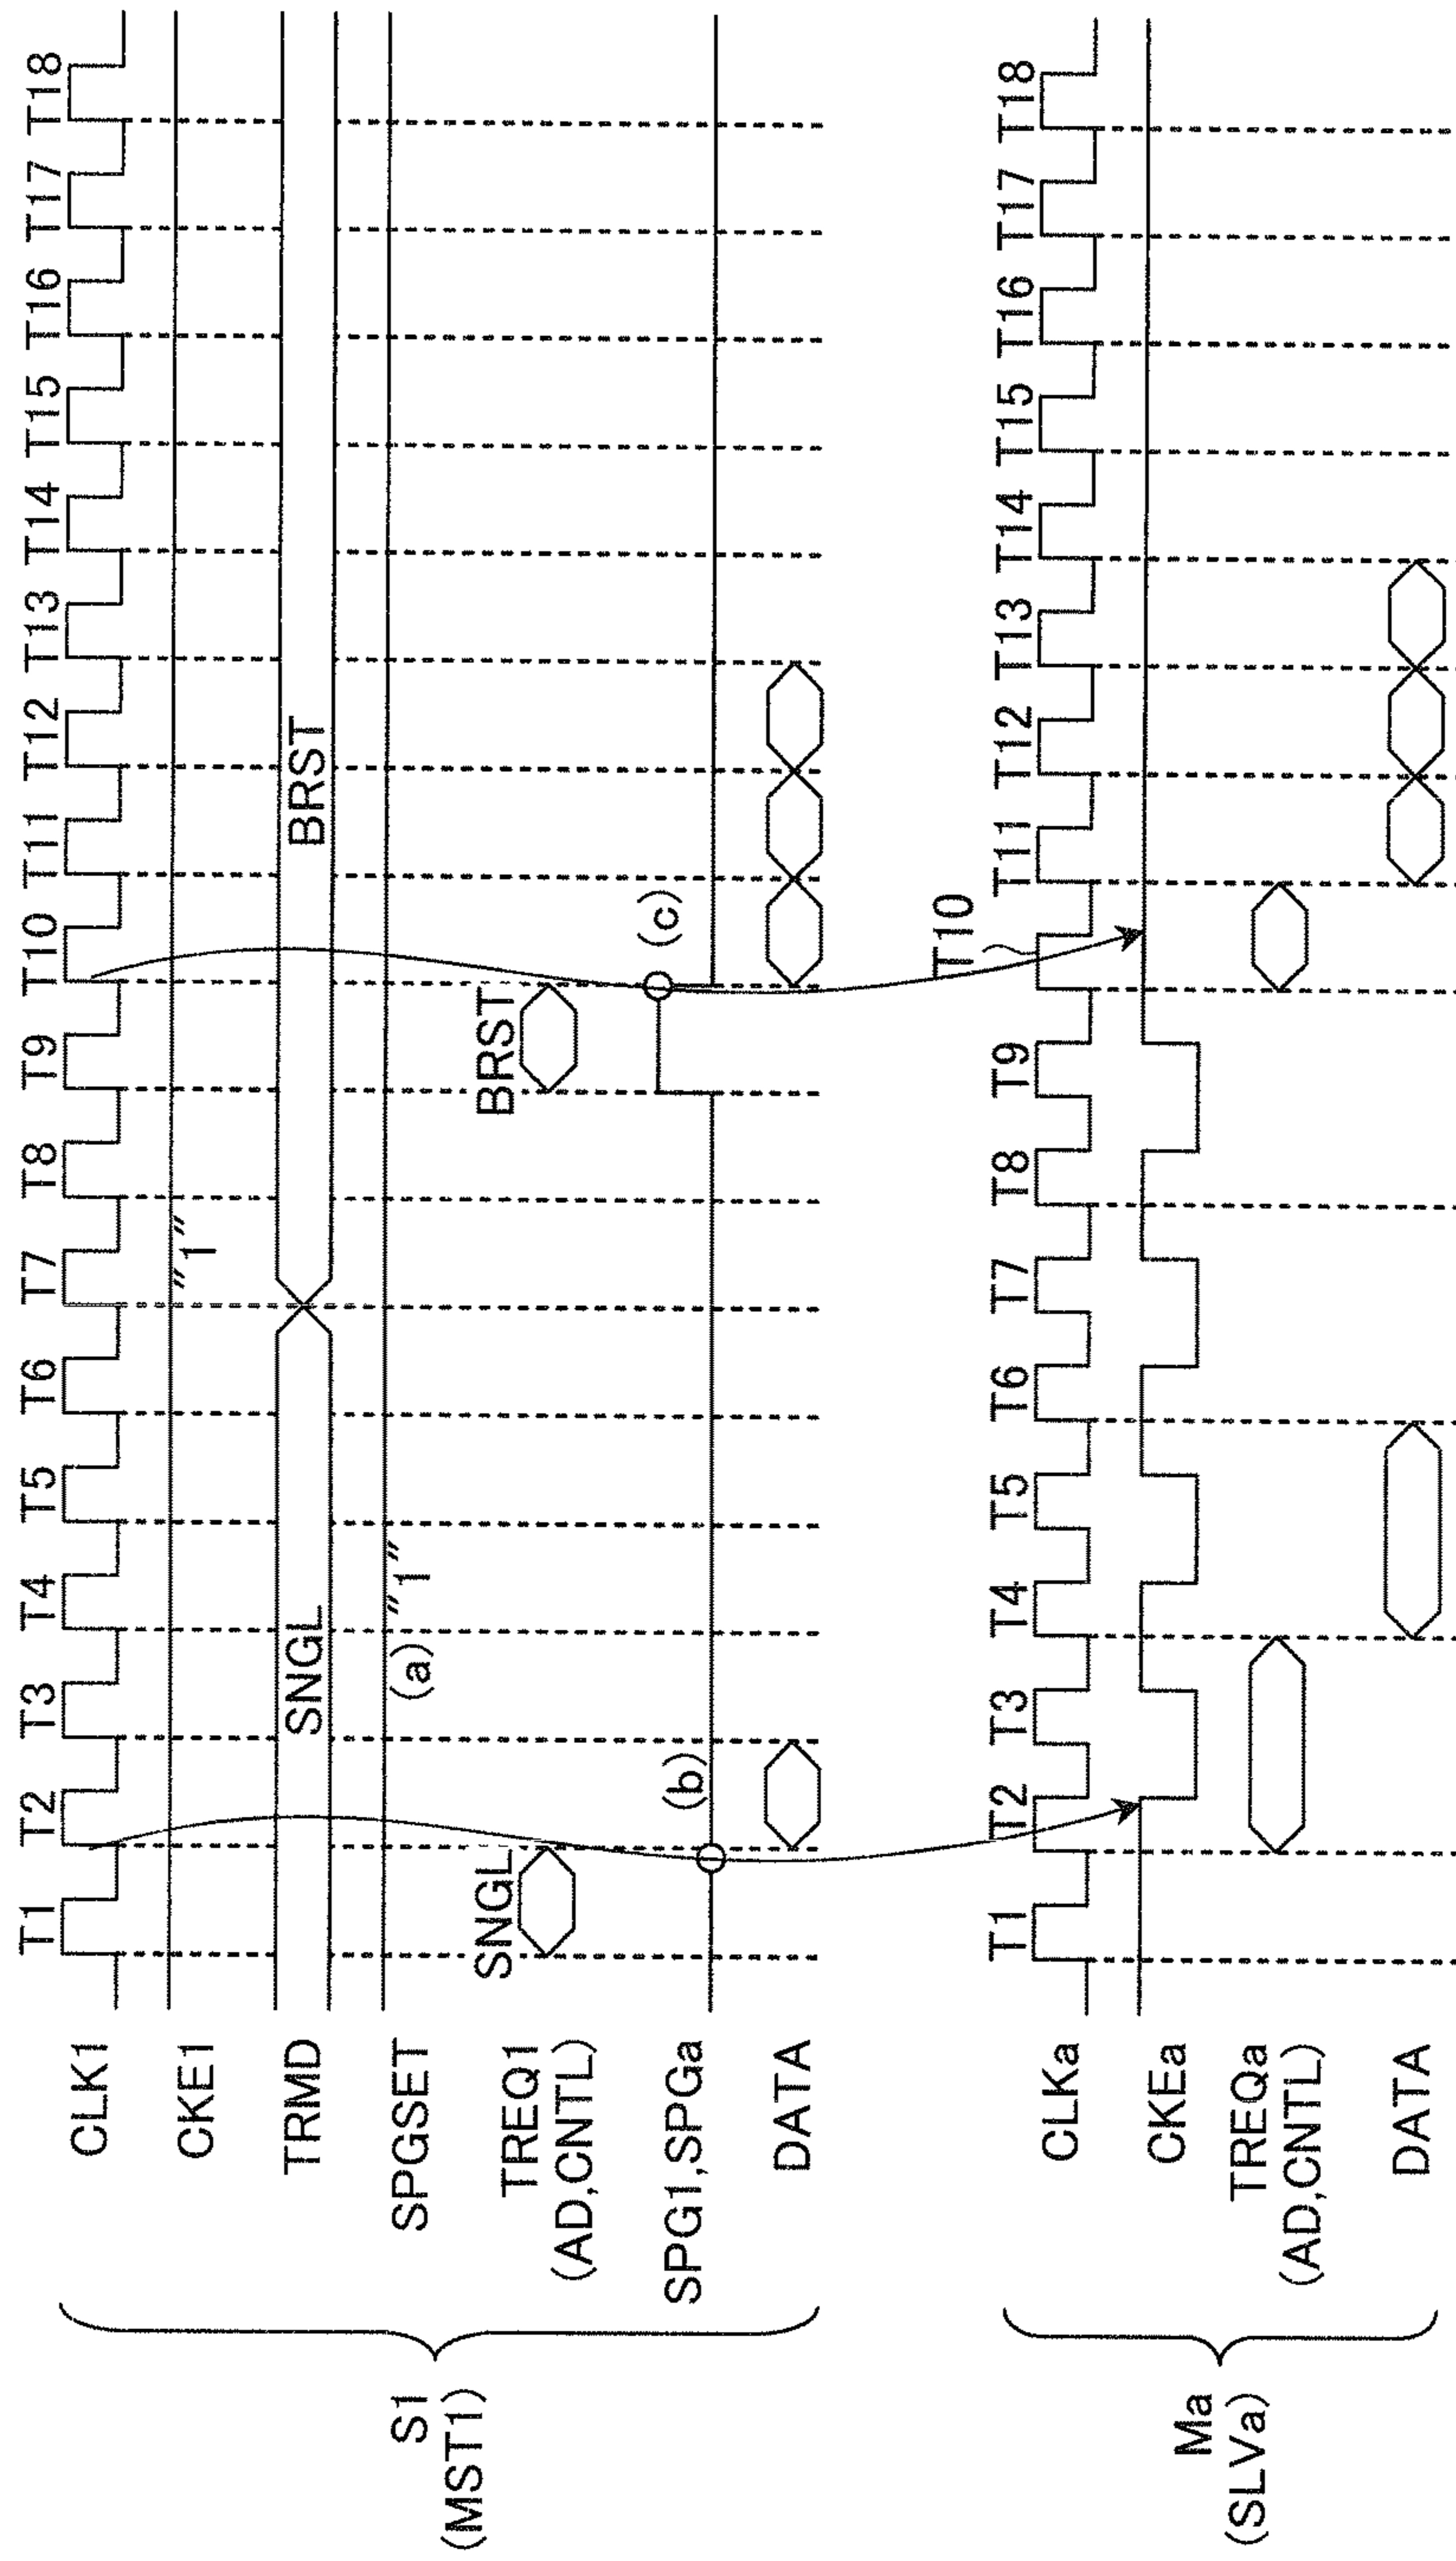 T1 T2 T3 T4 T5 T6 T7 T8 T9 T10 T11 T12 T13 T14 T15 T16 T17 T18
CLK1
CKE1
"1"
TRMD
SNGL
BRST
SPGSET
(a)
"1"
TREQ1
(AD,CNTL)
SNGL
BRST
SPG1,SPGa
(b)
(c)
DATA
S1
(MST1)
T10
T1 T2 T3 T4 T5 T6 T7 T8 T9 T11 T12 T13 T14 T15 T16 T17 T18
CLKa
CKEa
TREQa
(AD,CNTL)
DATA
Ma
(SLVa)